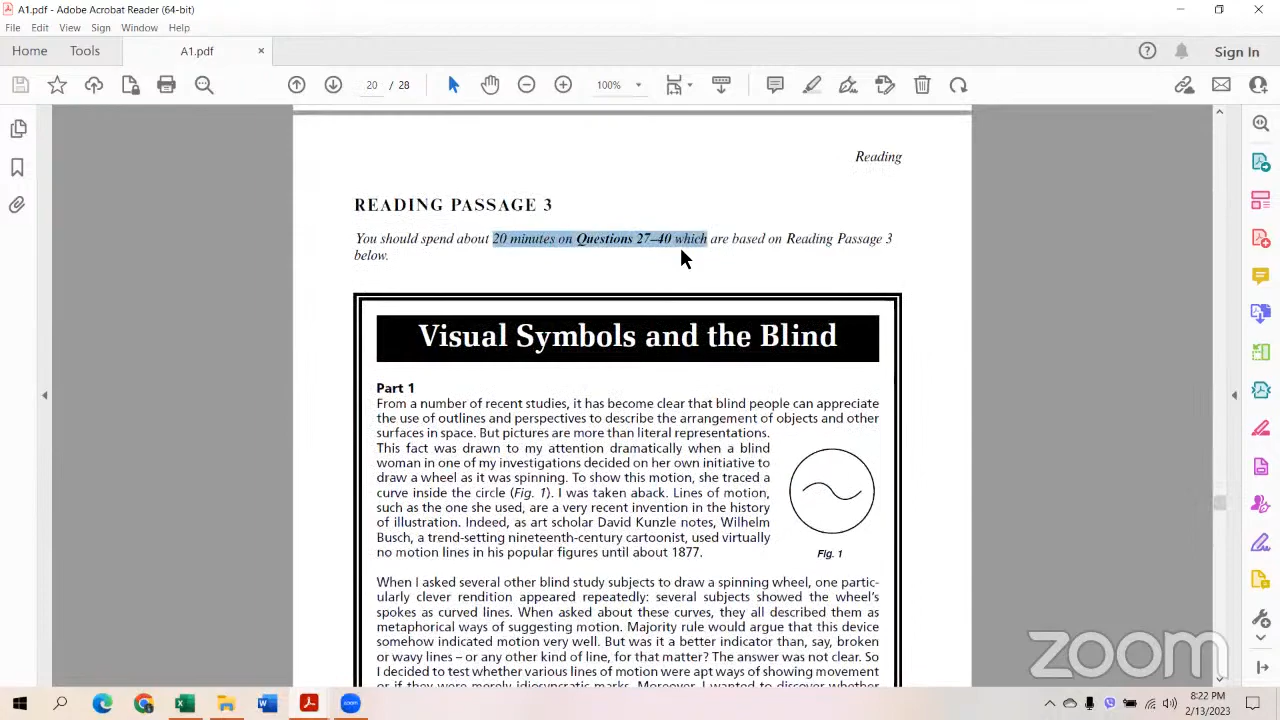 A1.pdf - Adobe Acrobat Reader (64-bit)
File Edit View Sign Window Help
Home Tools A1.pdf × Sign In
20 / 28 100%
Reading
READING PASSAGE 3
You should spend about 20 minutes on Questions 27–40 which are based on Reading Passage 3
below.
Visual Symbols and the Blind
Part 1
From a number of recent studies, it has become clear that blind people can appreciate
the use of outlines and perspectives to describe the arrangement of objects and other
surfaces in space. But pictures are more than literal representations.
This fact was drawn to my attention dramatically when a blind
woman in one of my investigations decided on her own initiative to
draw a wheel as it was spinning. To show this motion, she traced a
curve inside the circle (Fig. 1). I was taken aback. Lines of motion,
such as the one she used, are a very recent invention in the history
of illustration. Indeed, as art scholar David Kunzle notes, Wilhelm
Busch, a trend-setting nineteenth-century cartoonist, used virtually
no motion lines in his popular figures until about 1877.
Fig. 1
When I asked several other blind study subjects to draw a spinning wheel, one partic-
ularly clever rendition appeared repeatedly: several subjects showed the wheel's
spokes as curved lines. When asked about these curves, they all described them as
metaphorical ways of suggesting motion. Majority rule would argue that this device
somehow indicated motion very well. But was it a better indicator than, say, broken
or wavy lines – or any other kind of line, for that matter? The answer was not clear. So
I decided to test whether various lines of motion were apt ways of showing movement
or if they were merely idiosyncratic marks. Moreover, I wanted to discover whether
zoom
8:22 PM
2/13/2023